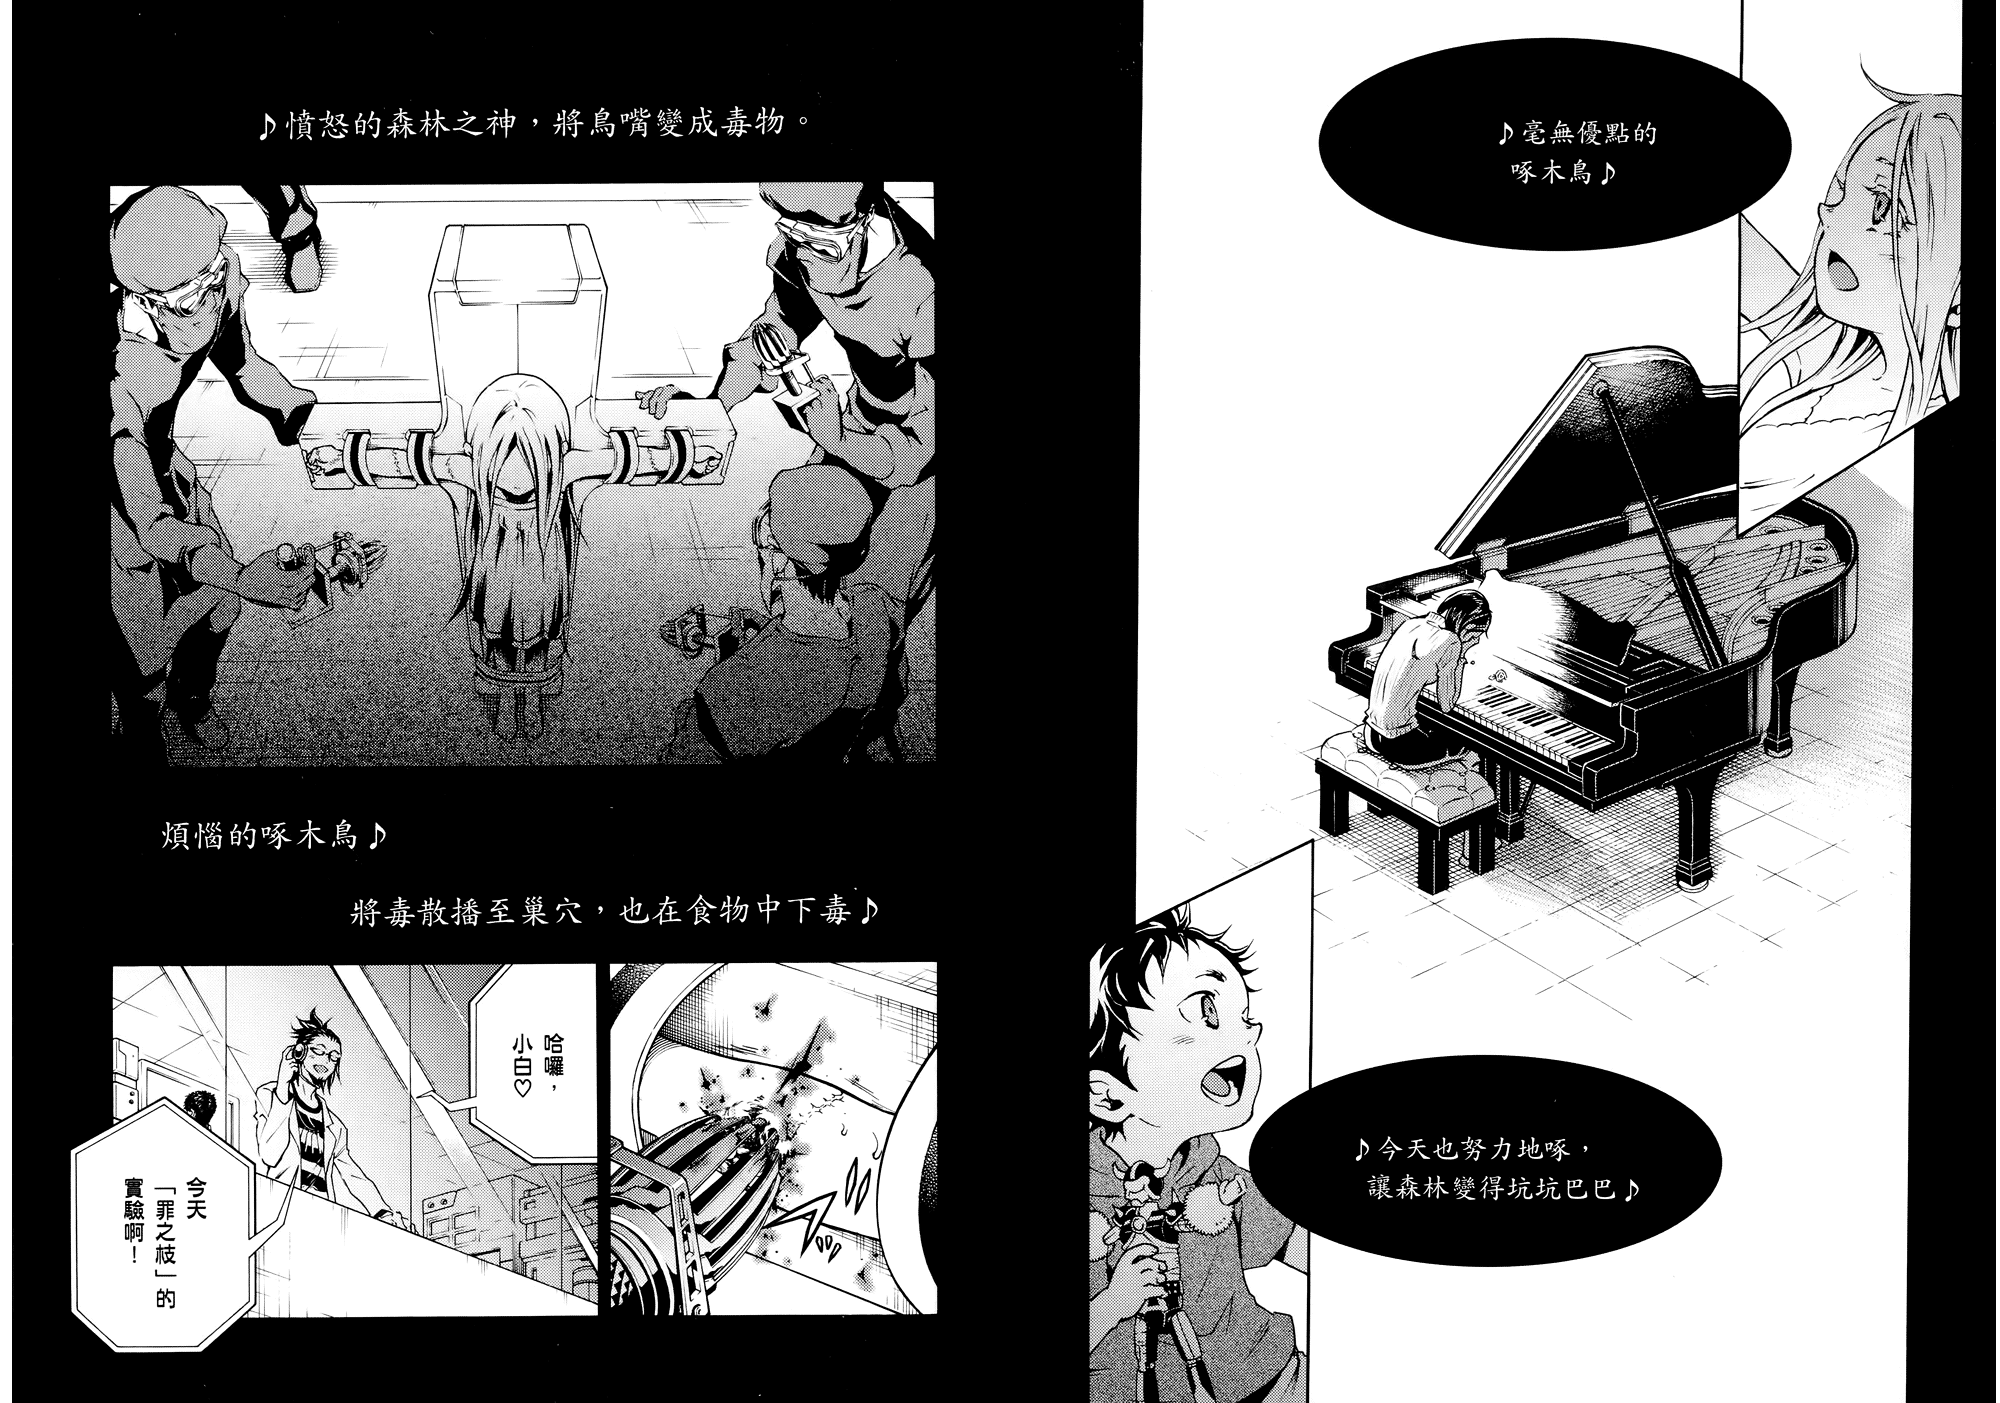 ♪毫無優點的
啄木鳥♪
♪今天也努力地啄，
讓森林變得坑坑巴巴♪
♪憤怒的森林之神，將鳥嘴變成毒物。
煩惱的啄木鳥♪
將毒散播至巢穴，也在食物中下毒♪
哈囉，
小白♡
今天
「罪之枝」的
實驗啊！